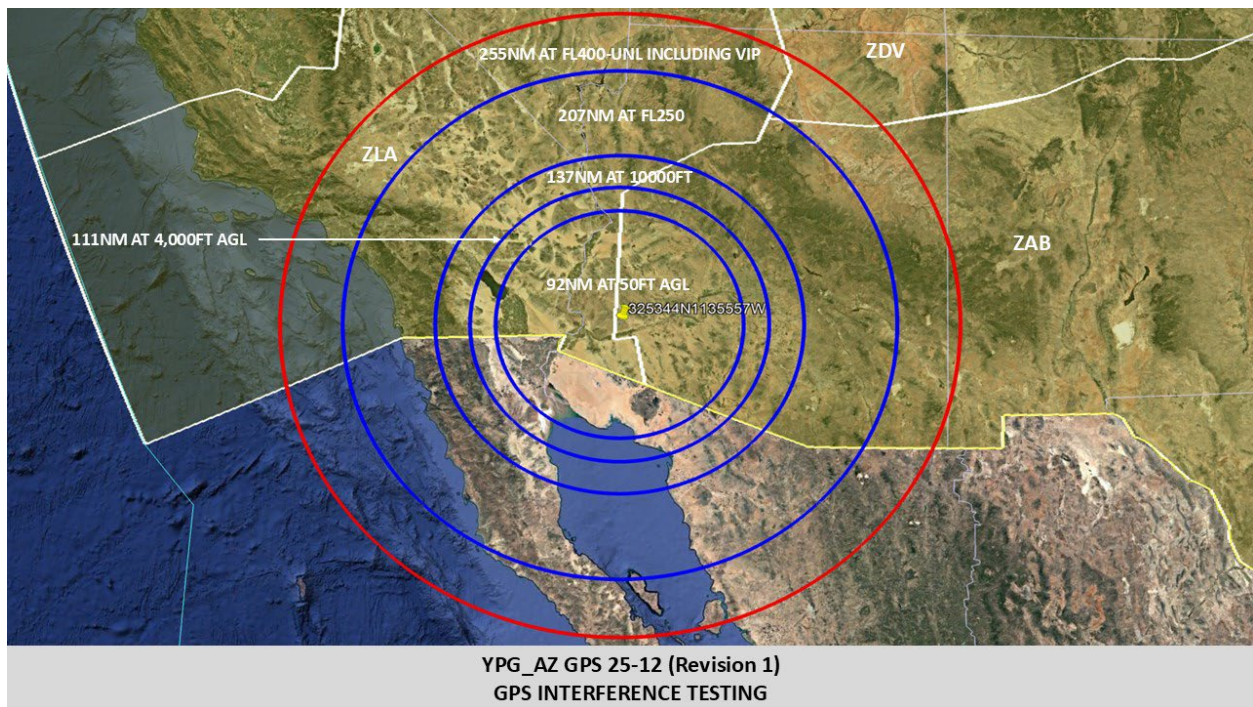 255NM AT FL400-UNL INCLUDING VIP
ZDV
207NM AT FL250
ZLA
137NM AT 10000FT
111NM AT 4,000FT AGL
ZAB
92NM AT 50FT AGL
325344N1135557W
YPG_AZ GPS 25-12 (Revision 1)
GPS INTERFERENCE TESTING